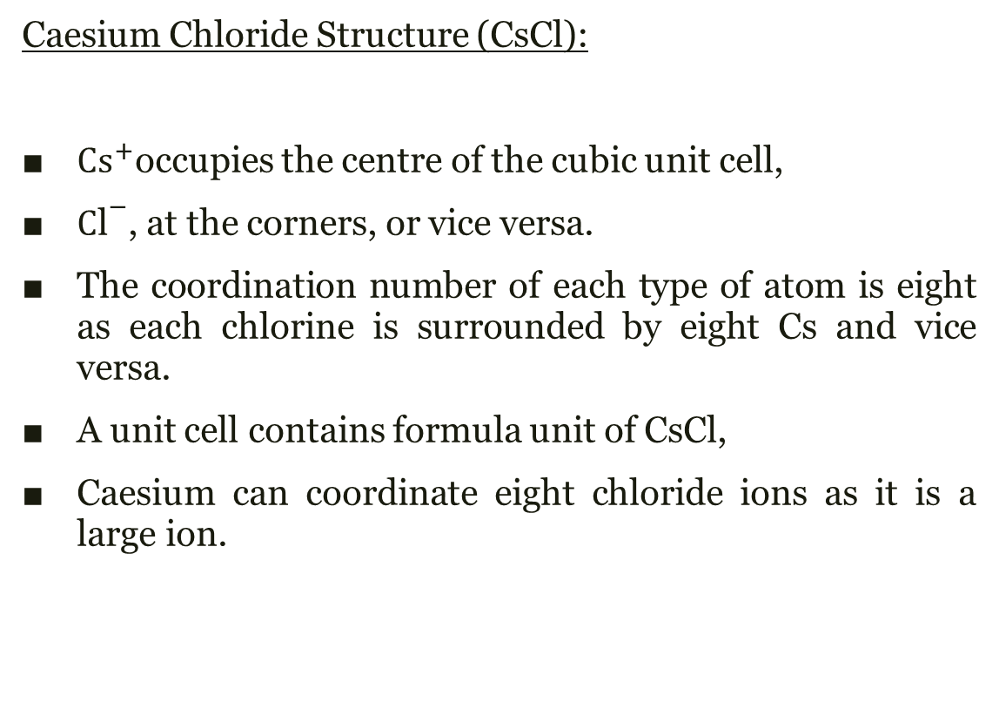 Caesium Chloride Structure (CsCl):
■ Cs⁺occupies the centre of the cubic unit cell,
■ Cl⁻, at the corners, or vice versa.
■ The coordination number of each type of atom is eight
as each chlorine is surrounded by eight Cs and vice
versa.
■ A unit cell contains formula unit of CsCl,
■ Caesium can coordinate eight chloride ions as it is a
large ion.